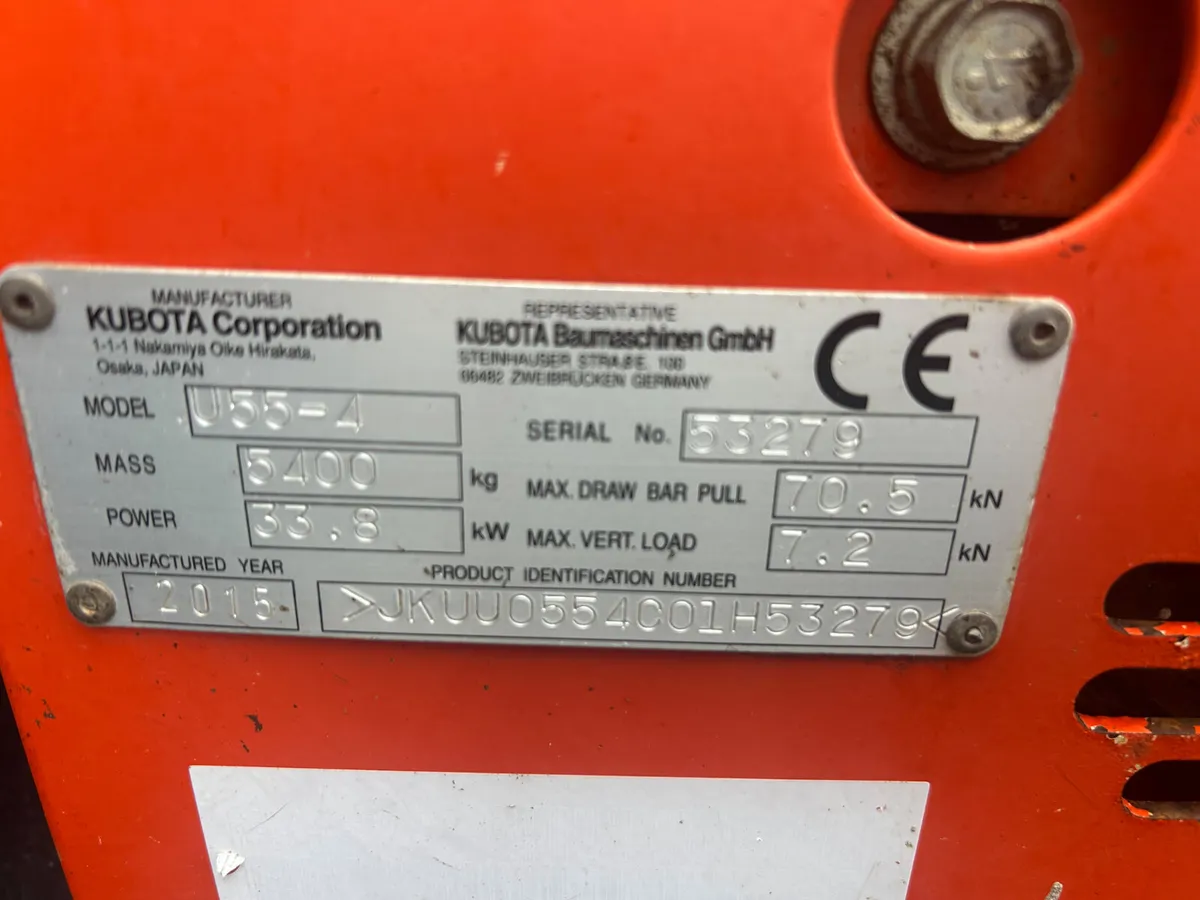 MANUFACTURER
KUBOTA Corporation
1-1-1 Nakamiya Oike Hirakata,
Osaka, JAPAN
REPRESENTATIVE
KUBOTA Baumaschinen GmbH
STEINHAUSER STRAßE, 100
66482 ZWEIBRÜCKEN GERMANY
CE
MODEL U55-4
SERIAL No. 53279
MASS 5400 kg
MAX. DRAW BAR PULL 70.5 kN
POWER 33.8 kW
MAX. VERT. LOAD 7.2 kN
MANUFACTURED YEAR
2015
*PRODUCT IDENTIFICATION NUMBER
>JKUU0554C01H53279<